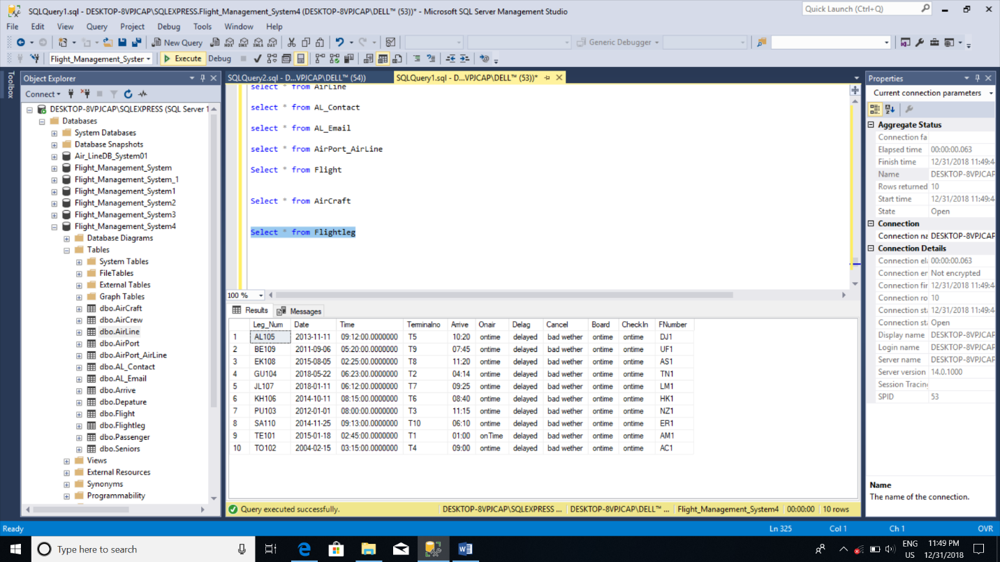 SQLQuery1.sql - DESKTOP-8VPJCAP\SQLEXPRESS.Flight_Management_System4 (DESKTOP-8VPJCAP\DELL™ (53))* - Microsoft SQL Server Management Studio
Quick Launch (Ctrl+Q)
File Edit View Query Project Debug Tools Window Help
New Query
Generic Debugger
Flight_Management_Syster Execute Debug
Toolbox
Object Explorer
Connect
DESKTOP-8VPJCAP\SQLEXPRESS (SQL Server 1
Databases
System Databases
Database Snapshots
Air_LineDB_System01
Flight_Management_System
Flight_Management_System_1
Flight_Management_System1
Flight_Management_System2
Flight_Management_System3
Flight_Management_System4
Database Diagrams
Tables
System Tables
FileTables
External Tables
Graph Tables
dbo.AirCraft
dbo.AirCrew
dbo.AirLine
dbo.AirPort
dbo.AirPort_AirLine
dbo.AL_Contact
dbo.AL_Email
dbo.Arrive
dbo.Depature
dbo.Flight
dbo.Flightleg
dbo.Passenger
dbo.Seniors
Views
External Resources
Synonyms
Programmability
SQLQuery2.sql - D...VPJCAP\DELL™ (54)) SQLQuery1.sql - D...VPJCAP\DELL™ (53))*
select * from AirLine
select * from AL_Contact
select * from AL_Email
select * from AirPort_AirLine
Select * from Flight
Select * from AirCraft
Select * from Flightleg
100 %
Results Messages
Leg_Num Date Time Terminalno Arrive Onair Delag Cancel Board CheckIn FNumber
1 AL105 2013-11-11 09:12:00.0000000 T5 10:20 ontime delayed bad wether ontime ontime DJ1
2 BE109 2011-09-06 05:20:00.0000000 T9 07:45 ontime delayed bad wether ontime ontime UF1
3 EK108 2015-08-05 02:25:00.0000000 T8 11:20 ontime delayed bad wether ontime ontime AS1
4 GU104 2018-05-22 06:23:00.0000000 T2 04:14 ontime delayed bad wether ontime ontime TN1
5 JL107 2018-01-11 06:12:00.0000000 T7 09:25 ontime delayed bad wether ontime ontime LM1
6 KH106 2014-10-11 08:15:00.0000000 T6 08:40 ontime delayed bad wether ontime ontime HK1
7 PU103 2012-01-01 08:00:00.0000000 T3 11:15 ontime delayed bad wether ontime ontime NZ1
8 SA110 2014-11-25 09:13:00.0000000 T10 06:10 ontime delayed bad wether ontime ontime ER1
9 TE101 2015-01-18 02:45:00.0000000 T1 01:00 onTime delayed bad wether ontime ontime AM1
10 TO102 2004-02-15 03:15:00.0000000 T4 09:00 ontime delayed bad wether ontime ontime AC1
Query executed successfully. DESKTOP-8VPJCAP\SQLEXPRESS ... DESKTOP-8VPJCAP\DELL™ ... Flight_Management_System4 00:00:00 10 rows
Properties
Current connection parameters
Aggregate Status
Connection fa
Elapsed time 00:00:00.063
Finish time 12/31/2018 11:49:4
Name DESKTOP-8VPJCAP
Rows returned 10
Start time 12/31/2018 11:49:4
State Open
Connection
Connection na DESKTOP-8VPJCAP
Connection Details
Connection el 00:00:00.063
Connection er Not encrypted
Connection fir 12/31/2018 11:49:4
Connection ro 10
Connection st 12/31/2018 11:49:4
Connection st Open
Display name DESKTOP-8VPJCAP
Login name DESKTOP-8VPJCAP
Server name DESKTOP-8VPJCAP
Server version 14.0.1000
Session Tracin
SPID 53
Name
The name of the connection.
Ready Ln 325 Col 1 Ch 1 OVR
Type here to search
ENG
US
11:49 PM
12/31/2018